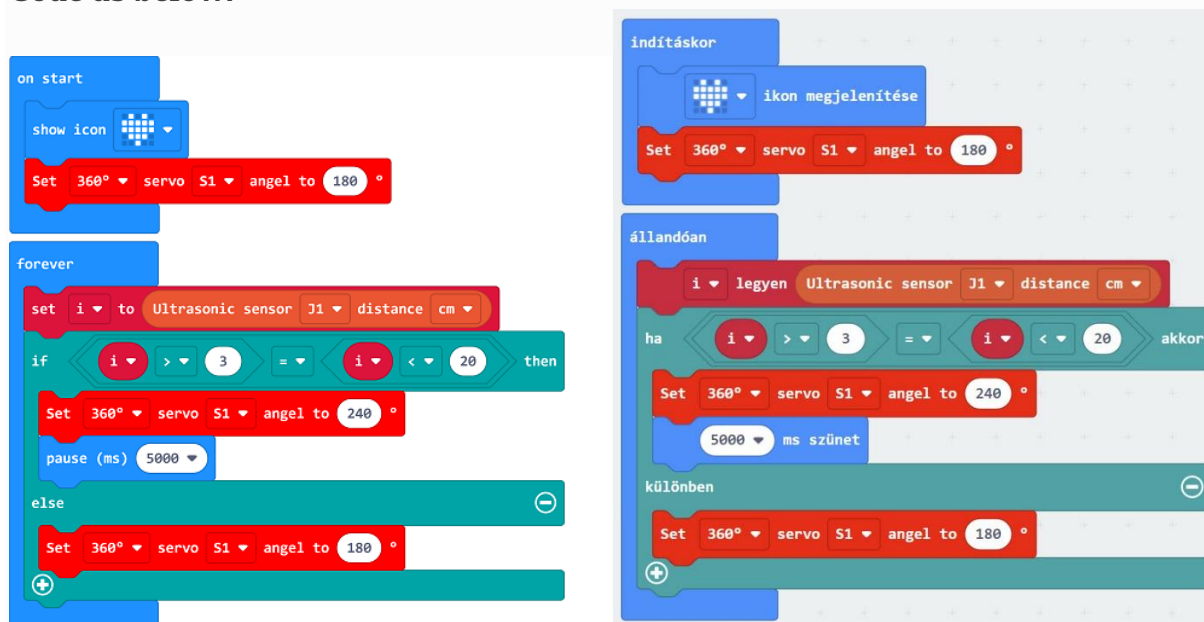 on start
show icon
Set 360° servo S1 angel to 180 °
forever
set i to Ultrasonic sensor J1 distance cm
if i > 3 = i < 20 then
Set 360° servo S1 angel to 240 °
pause (ms) 5000
else
Set 360° servo S1 angel to 180 °
indításkor
ikon megjelenítése
Set 360° servo S1 angel to 180 °
állandóan
i legyen Ultrasonic sensor J1 distance cm
ha i > 3 = i < 20 akkor
Set 360° servo S1 angel to 240 °
5000 ms szünet
különben
Set 360° servo S1 angel to 180 °